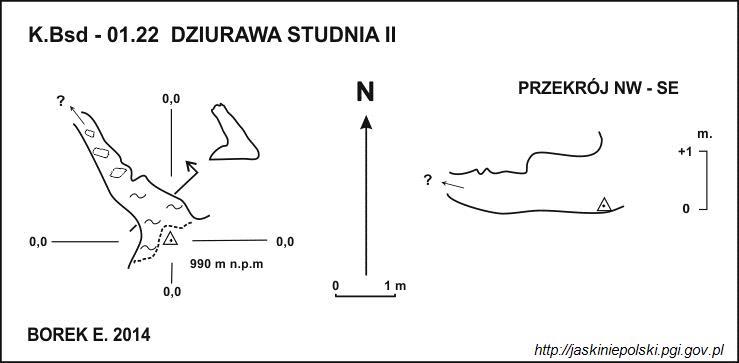 K.Bsd - 01.22 DZIURAWA STUDNIA II
?
0,0
N
PRZEKRÓJ NW - SE
m.
+1
?
0
0,0
0,0
990 m n.p.m
0,0
0 1 m
BOREK E. 2014
http://jaskiniepolski.pgi.gov.pl